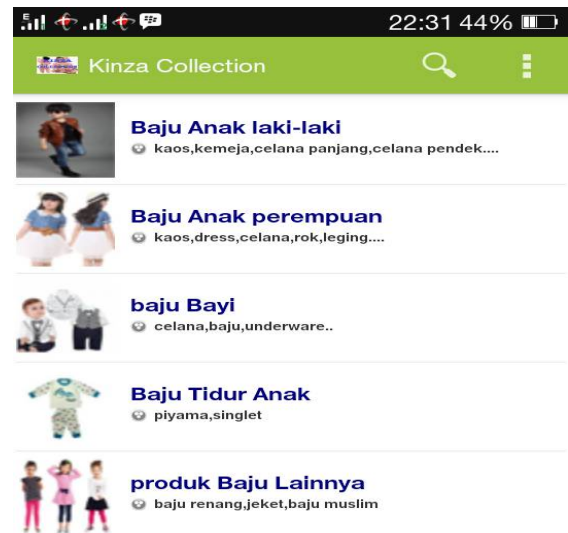 22:31 44%
Kinza Collection
Baju Anak laki-laki
kaos,kemeja,celana panjang,celana pendek....
Baju Anak perempuan
kaos,dress,celana,rok,leging....
baju Bayi
celana,baju,underware..
Baju Tidur Anak
piyama,singlet
produk Baju Lainnya
baju renang,jeket,baju muslim